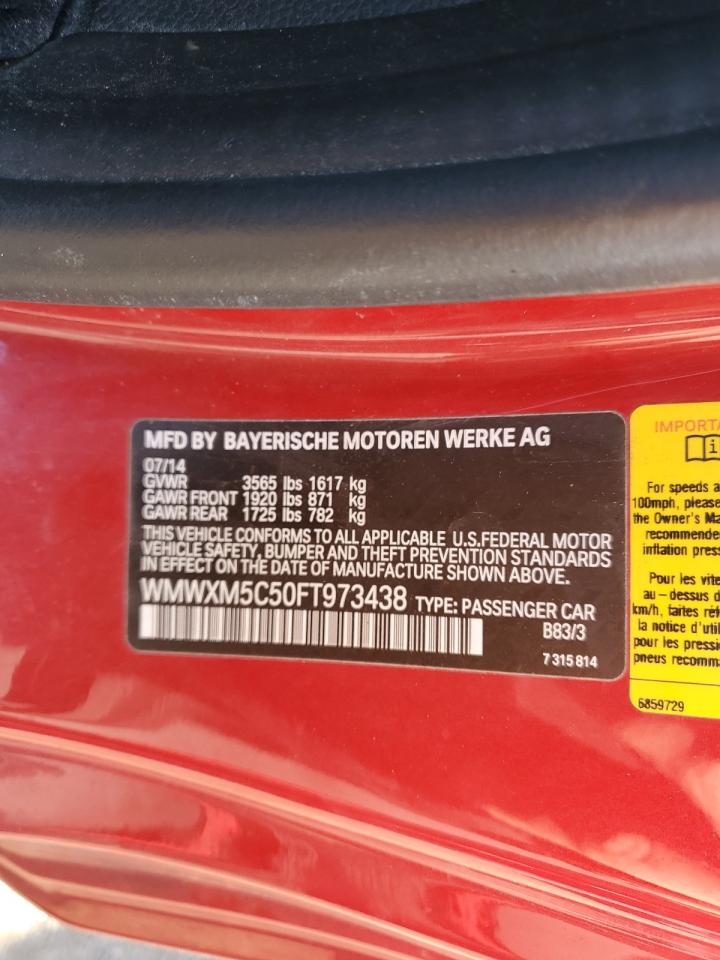 MFD BY BAYERISCHE MOTOREN WERKE AG
07/14
GVWR 3565 lbs 1617 kg
GAWR FRONT 1920 lbs 871 kg
GAWR REAR 1725 lbs 782 kg
THIS VEHICLE CONFORMS TO ALL APPLICABLE U.S.FEDERAL MOTOR
VEHICLE SAFETY, BUMPER AND THEFT PREVENTION STANDARDS
IN EFFECT ON THE DATE OF MANUFACTURE SHOWN ABOVE.
WMWXM5C50FT973438 TYPE: PASSENGER CAR
B83/3
7 315 814
IMPORTA
i
For speeds a
100mph, please
the Owner's Ma
recommende
inflation press
Pour les vite
au-dessus d
km/h, faites réf
la notice d'util
pour les pressi
pneus recomma
6859729